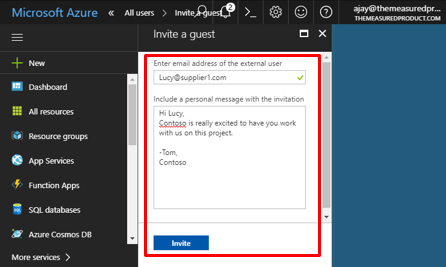 Microsoft Azure
All users
Invite a guest
2
ajay@themeasuredpr...
THEMEASUREDPRODUCT.COM
Invite a guest
Enter email address of the external user
Lucy@supplier1.com
Include a personal message with the invitation
Hi Lucy,
Contoso is really excited to have you work
with us on this project.
-Tom,
Contoso
Invite
New
Dashboard
All resources
Resource groups
App Services
Function Apps
SQL databases
Azure Cosmos DB
More services